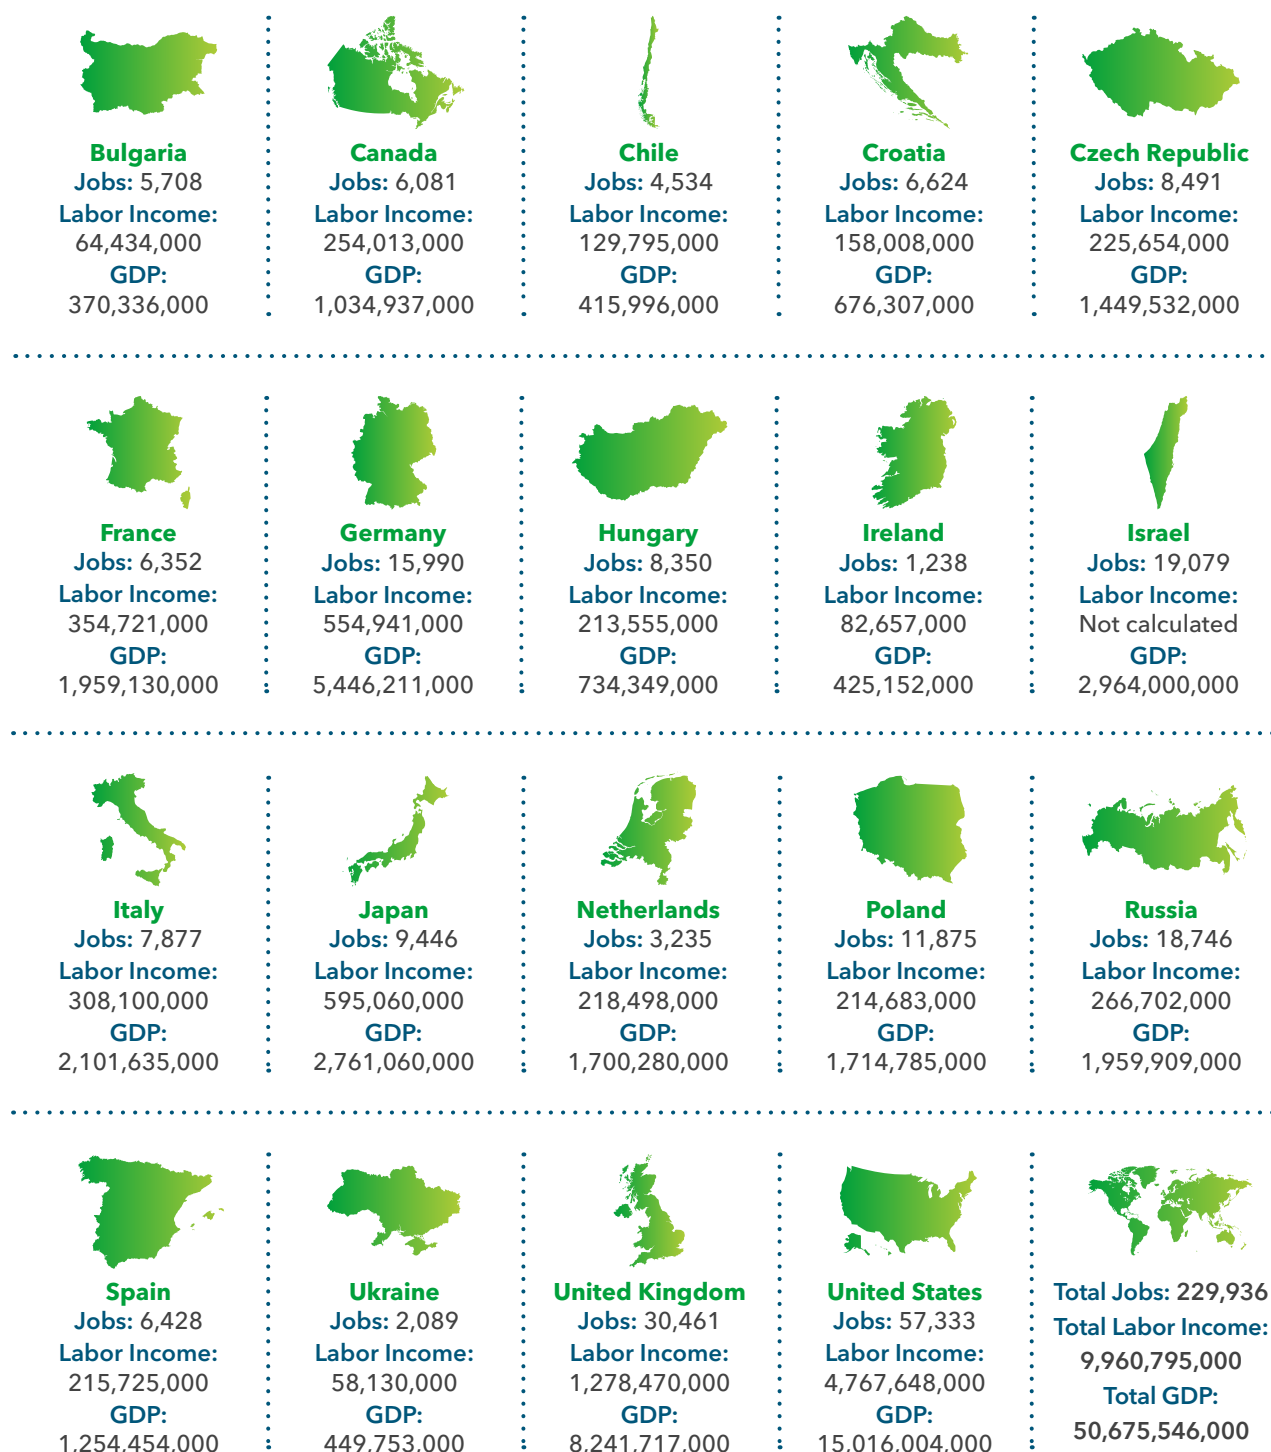 Bulgaria
Jobs: 5,708
Labor Income:
64,434,000
GDP:
370,336,000
Canada
Jobs: 6,081
Labor Income:
254,013,000
GDP:
1,034,937,000
Chile
Jobs: 4,534
Labor Income:
129,795,000
GDP:
415,996,000
Croatia
Jobs: 6,624
Labor Income:
158,008,000
GDP:
676,307,000
Czech Republic
Jobs: 8,491
Labor Income:
225,654,000
GDP:
1,449,532,000
France
Jobs: 6,352
Labor Income:
354,721,000
GDP:
1,959,130,000
Germany
Jobs: 15,990
Labor Income:
554,941,000
GDP:
5,446,211,000
Hungary
Jobs: 8,350
Labor Income:
213,555,000
GDP:
734,349,000
Ireland
Jobs: 1,238
Labor Income:
82,657,000
GDP:
425,152,000
Israel
Jobs: 19,079
Labor Income:
Not calculated
GDP:
2,964,000,000
Italy
Jobs: 7,877
Labor Income:
308,100,000
GDP:
2,101,635,000
Japan
Jobs: 9,446
Labor Income:
595,060,000
GDP:
2,761,060,000
Netherlands
Jobs: 3,235
Labor Income:
218,498,000
GDP:
1,700,280,000
Poland
Jobs: 11,875
Labor Income:
214,683,000
GDP:
1,714,785,000
Russia
Jobs: 18,746
Labor Income:
266,702,000
GDP:
1,959,909,000
Spain
Jobs: 6,428
Labor Income:
215,725,000
GDP:
1,254,454,000
Ukraine
Jobs: 2,089
Labor Income:
58,130,000
GDP:
449,753,000
United Kingdom
Jobs: 30,461
Labor Income:
1,278,470,000
GDP:
8,241,717,000
United States
Jobs: 57,333
Labor Income:
4,767,648,000
GDP:
15,016,004,000
Total Jobs: 229,936
Total Labor Income:
9,960,795,000
Total GDP:
50,675,546,000